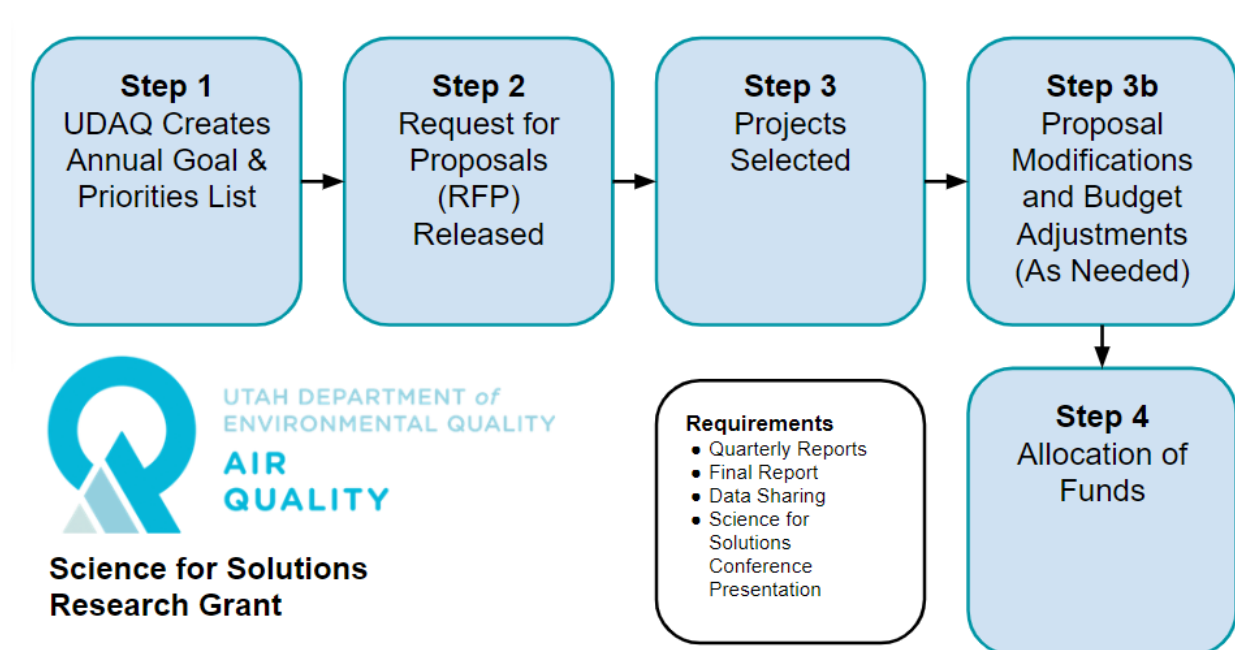 Step 1
UDAQ Creates
Annual Goal &
Priorities List
Step 2
Request for
Proposals
(RFP)
Released
Step 3
Projects
Selected
Step 3b
Proposal
Modifications
and Budget
Adjustments
(As Needed)
Step 4
Allocation of
Funds
Requirements
● Quarterly Reports
● Final Report
● Data Sharing
● Science for
Solutions
Conference
Presentation
UTAH DEPARTMENT of
ENVIRONMENTAL QUALITY
AIR
QUALITY
Science for Solutions
Research Grant